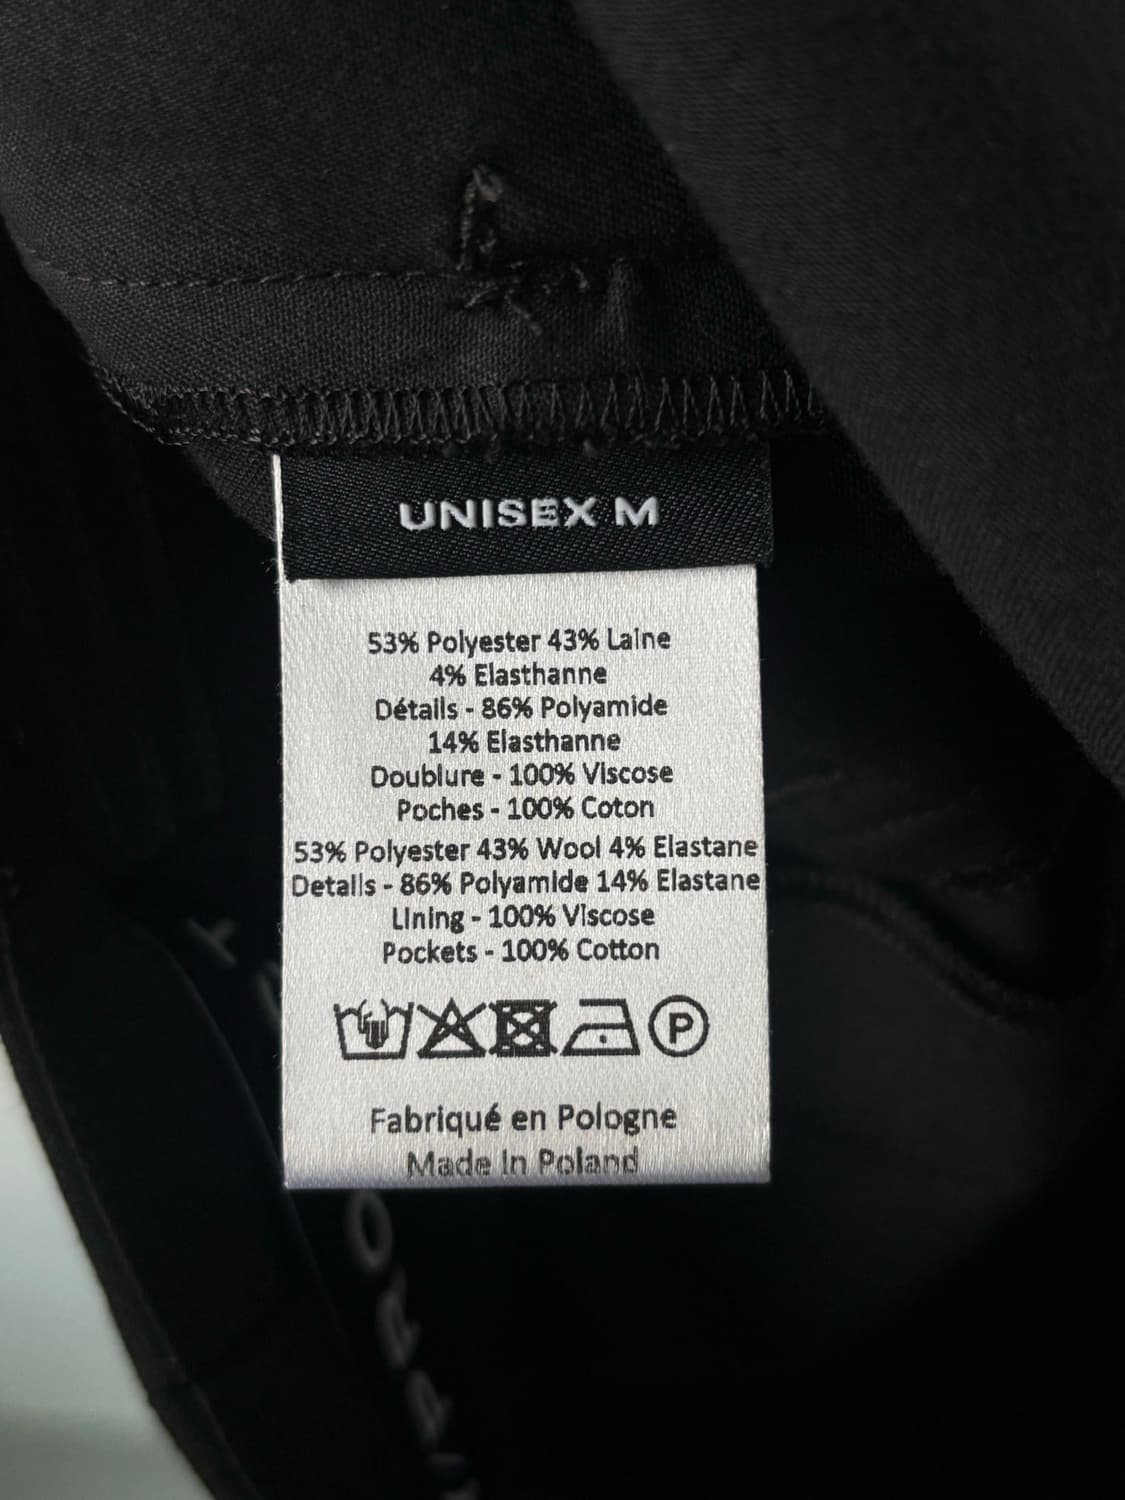 UNISEX M
53% Polyester 43% Laine
4% Elasthanne
Détails - 86% Polyamide
14% Elasthanne
Doublure - 100% Viscose
Poches - 100% Coton
53% Polyester 43% Wool 4% Elastane
Details - 86% Polyamide 14% Elastane
Lining - 100% Viscose
Pockets - 100% Cotton
P
Fabriqué en Pologne
Made In Poland